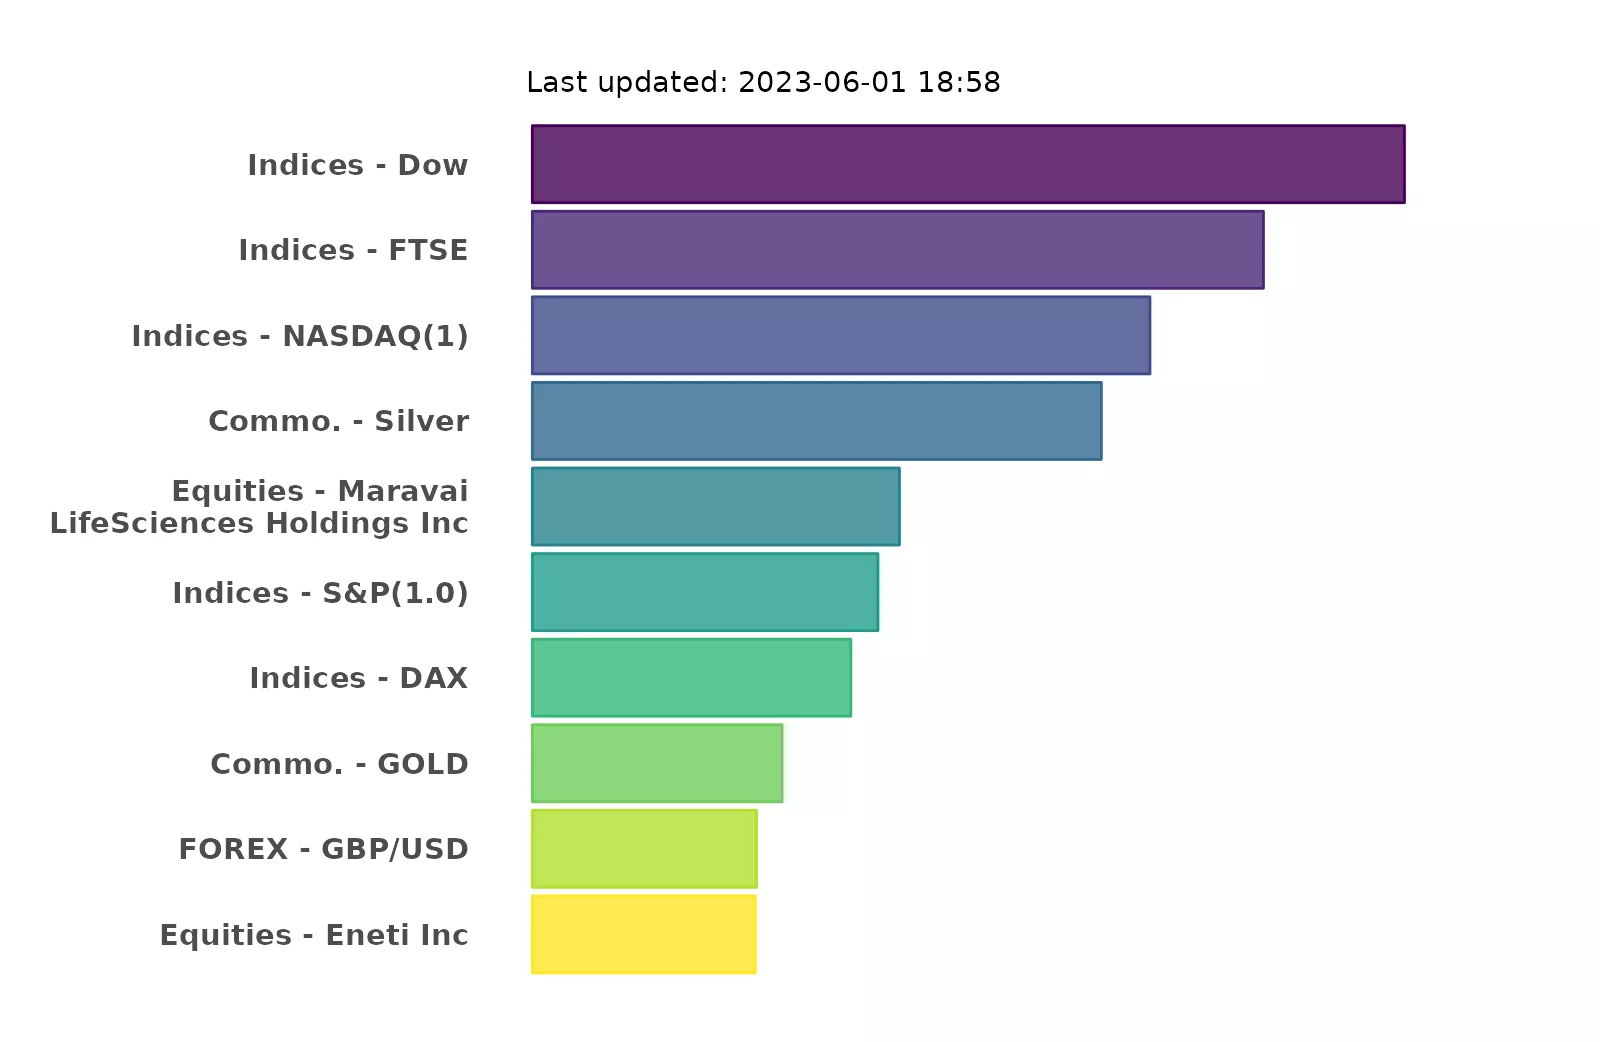 Last updated: 2023-06-01 18:58
Indices - Dow
Indices - FTSE
Indices - NASDAQ(1)
Commo. - Silver
Equities - Maravai
LifeSciences Holdings Inc
Indices - S&P(1.0)
Indices - DAX
Commo. - GOLD
FOREX - GBP/USD
Equities - Eneti Inc